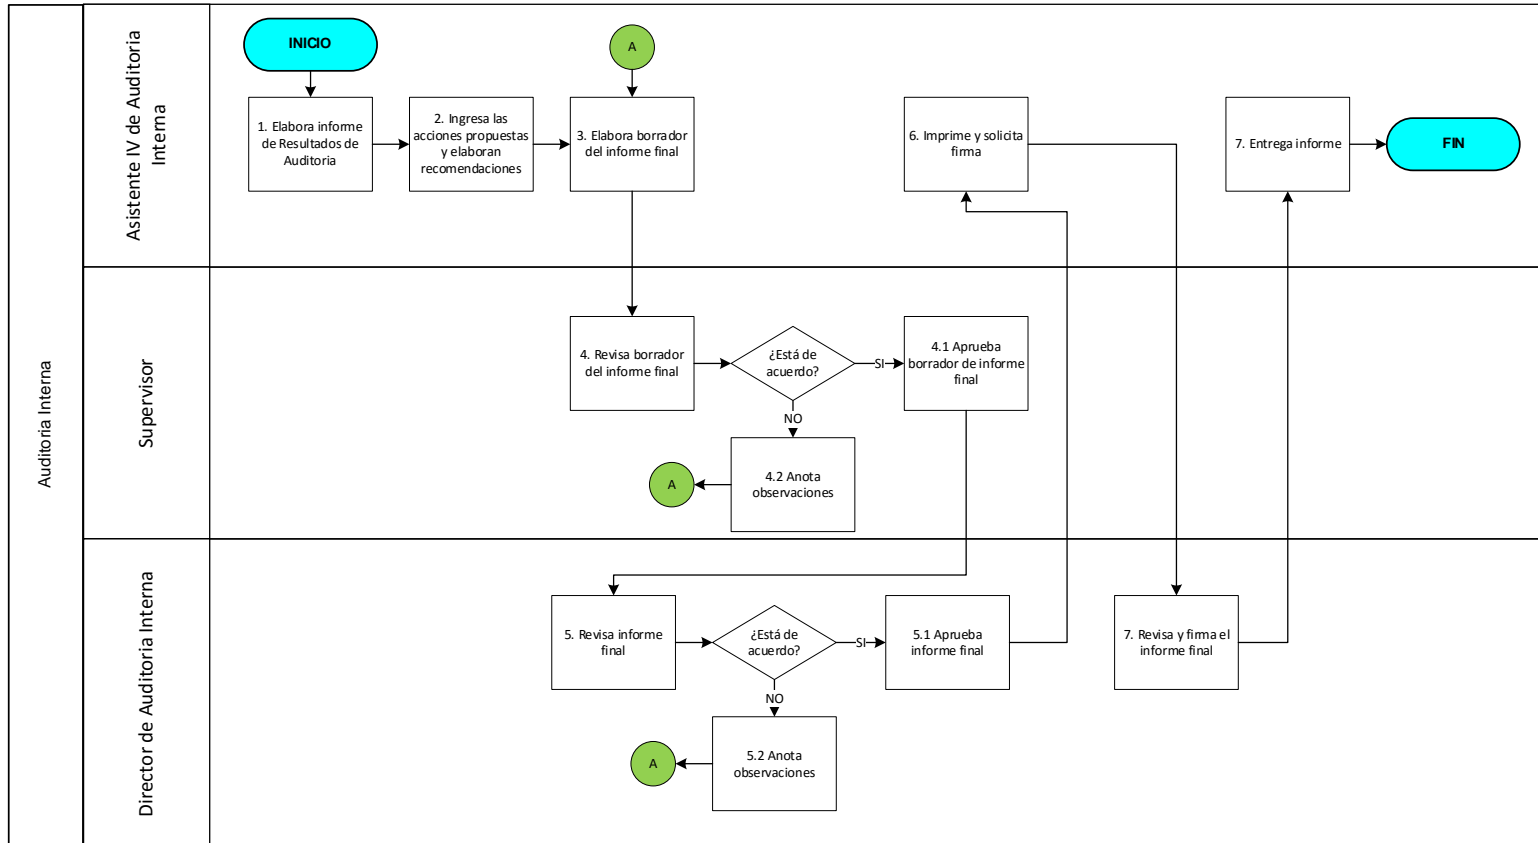 Auditoria Interna
Asistente IV de Auditoria
Interna
INICIO
A
1. Elabora informe
de Resultados de
Auditoria
2. Ingresa las
acciones propuestas
y elaboran
recomendaciones
3. Elabora borrador
del informe final
6. Imprime y solicita
firma
7. Entrega informe
FIN
Supervisor
4. Revisa borrador
del informe final
¿Está de
acuerdo?
SI
4.1 Aprueba
borrador de informe
final
NO
4.2 Anota
observaciones
A
Director de Auditoria Interna
5. Revisa informe
final
¿Está de
acuerdo?
SI
5.1 Aprueba
informe final
7. Revisa y firma el
informe final
NO
5.2 Anota
observaciones
A